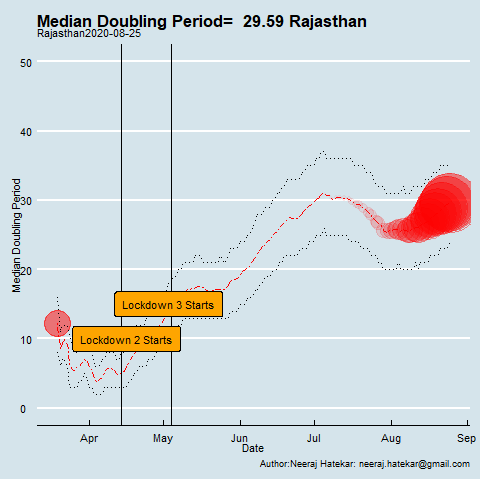 Median Doubling Period= 29.59 Rajasthan
Rajasthan2020-08-25
50
40
30
20
10
0
Median Doubling Period
Lockdown 3 Starts
Lockdown 2 Starts
Apr May Jun Jul Aug Sep
Date
Author:Neeraj Hatekar: neeraj.hatekar@gmail.com